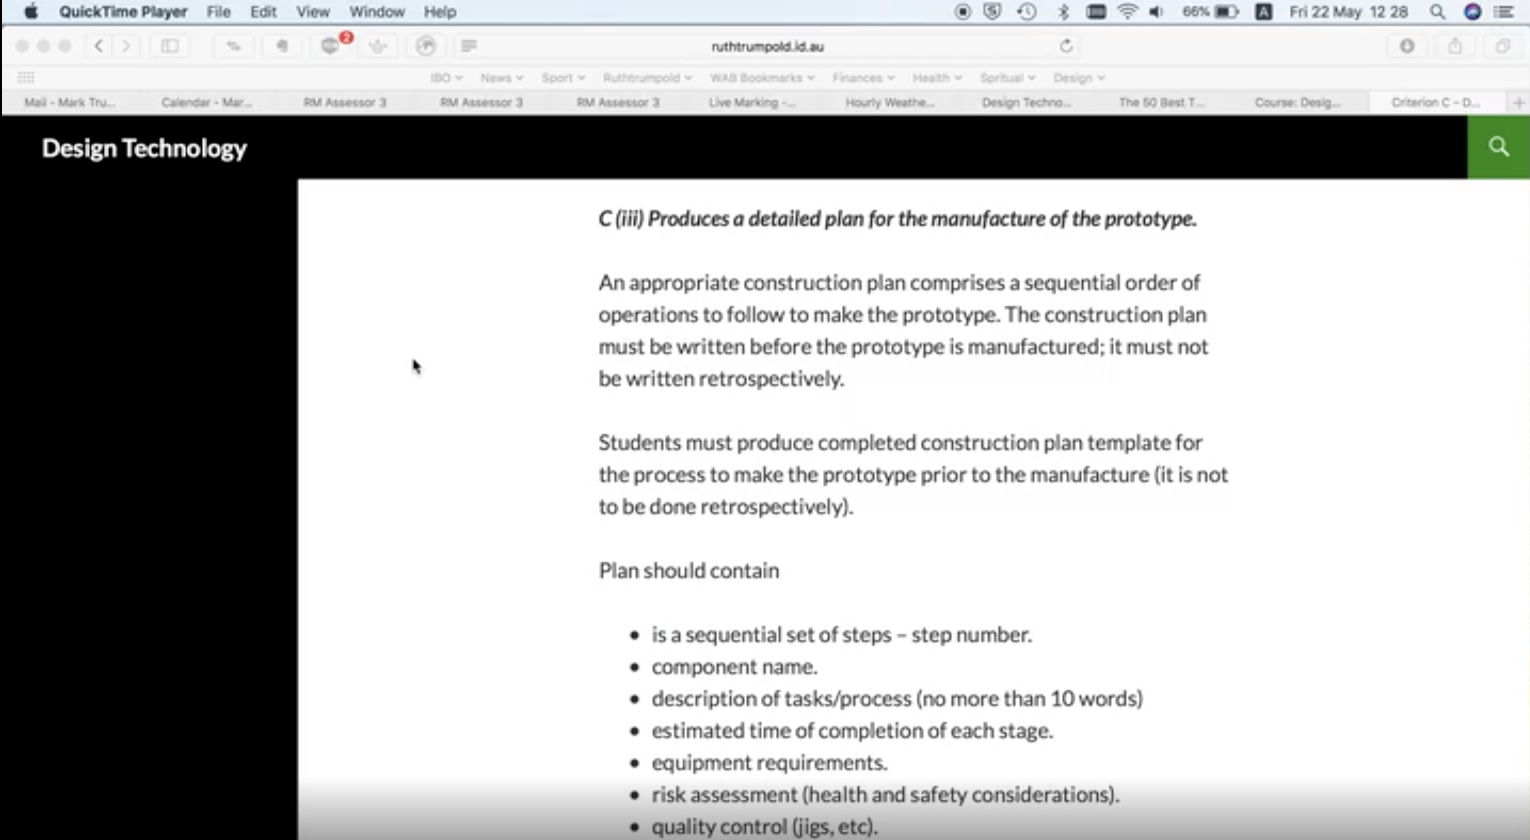 QuickTime Player File Edit View Window Help 66% A Fri 22 May 12 28
2
ruthtrumpold.id.au
IBO News Sport Ruthtrumpold WAB Bookmarks Finances Health Spritual Design
Mail - Mark Tru... Calendar - Mar... RM Assessor 3 RM Assessor 3 RM Assessor 3 Live Marking -... Hourly Weathe... Design Techno... The 50 Best T... Course: Desig... Criterion C - D... +
Design Technology
C (iii) Produces a detailed plan for the manufacture of the prototype.
An appropriate construction plan comprises a sequential order of
operations to follow to make the prototype. The construction plan
must be written before the prototype is manufactured; it must not
be written retrospectively.
Students must produce completed construction plan template for
the process to make the prototype prior to the manufacture (it is not
to be done retrospectively).
Plan should contain
• is a sequential set of steps – step number.
• component name.
• description of tasks/process (no more than 10 words)
• estimated time of completion of each stage.
• equipment requirements.
• risk assessment (health and safety considerations).
• quality control (jigs, etc).